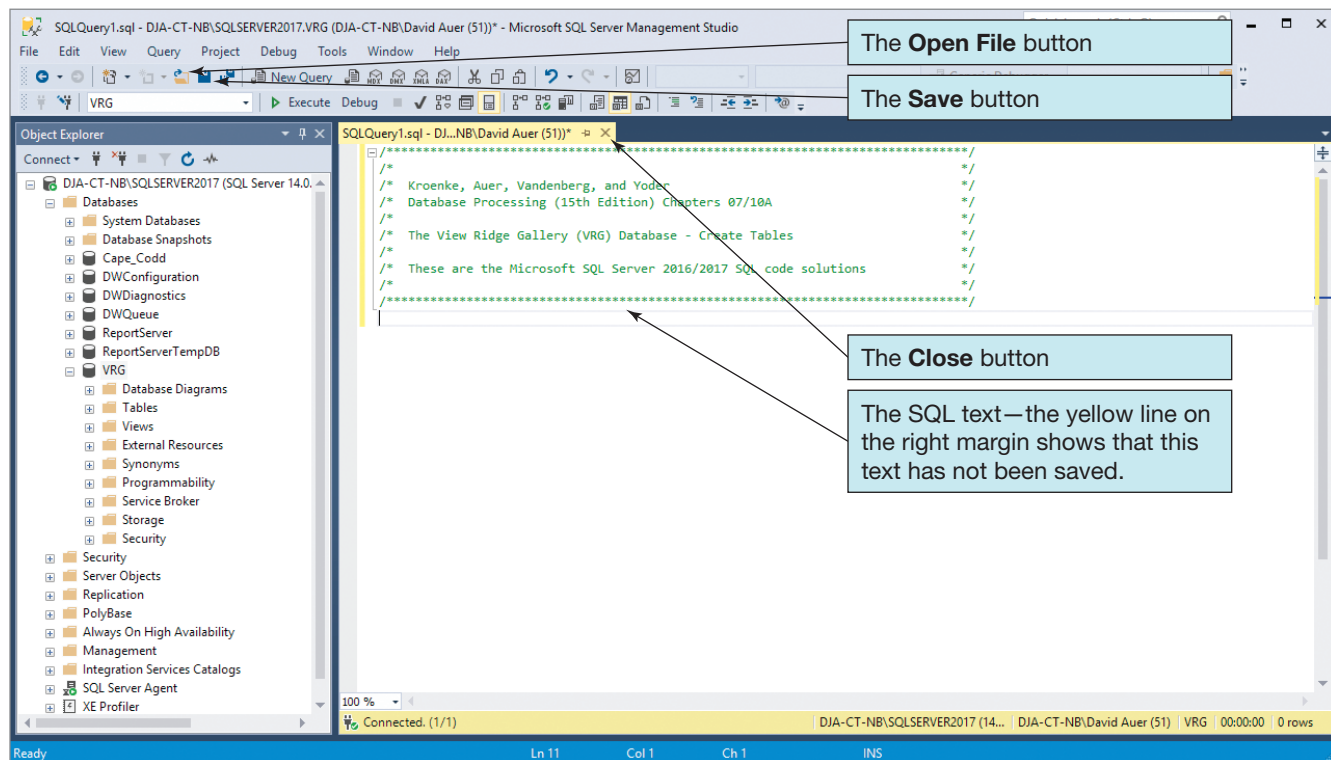 SQLQuery1.sql - DJA-CT-NB\SQLSERVER2017.VRG (DJA-CT-NB\David Auer (51))* - Microsoft SQL Server Management Studio
File Edit View Query Project Debug Tools Window Help
New Query
VRG
Execute Debug
The Open File button
The Save button
Object Explorer
Connect
DJA-CT-NB\SQLSERVER2017 (SQL Server 14.0.
Databases
System Databases
Database Snapshots
Cape_Codd
DWConfiguration
DWDiagnostics
DWQueue
ReportServer
ReportServerTempDB
VRG
Database Diagrams
Tables
Views
External Resources
Synonyms
Programmability
Service Broker
Storage
Security
Security
Server Objects
Replication
PolyBase
Always On High Availability
Management
Integration Services Catalogs
SQL Server Agent
XE Profiler
SQLQuery1.sql - DJ...NB\David Auer (51))*
/*******************************************************************************/
/* */
/* Kroenke, Auer, Vandenberg, and Yoder */
/* Database Processing (15th Edition) Chapters 07/10A */
/* */
/* The View Ridge Gallery (VRG) Database - Create Tables */
/* */
/* These are the Microsoft SQL Server 2016/2017 SQL code solutions */
/* */
/*******************************************************************************/
The Close button
The SQL text—the yellow line on
the right margin shows that this
text has not been saved.
100 %
Connected. (1/1)
DJA-CT-NB\SQLSERVER2017 (14... DJA-CT-NB\David Auer (51) VRG 00:00:00 0 rows
Ready Ln 11 Col 1 Ch 1 INS